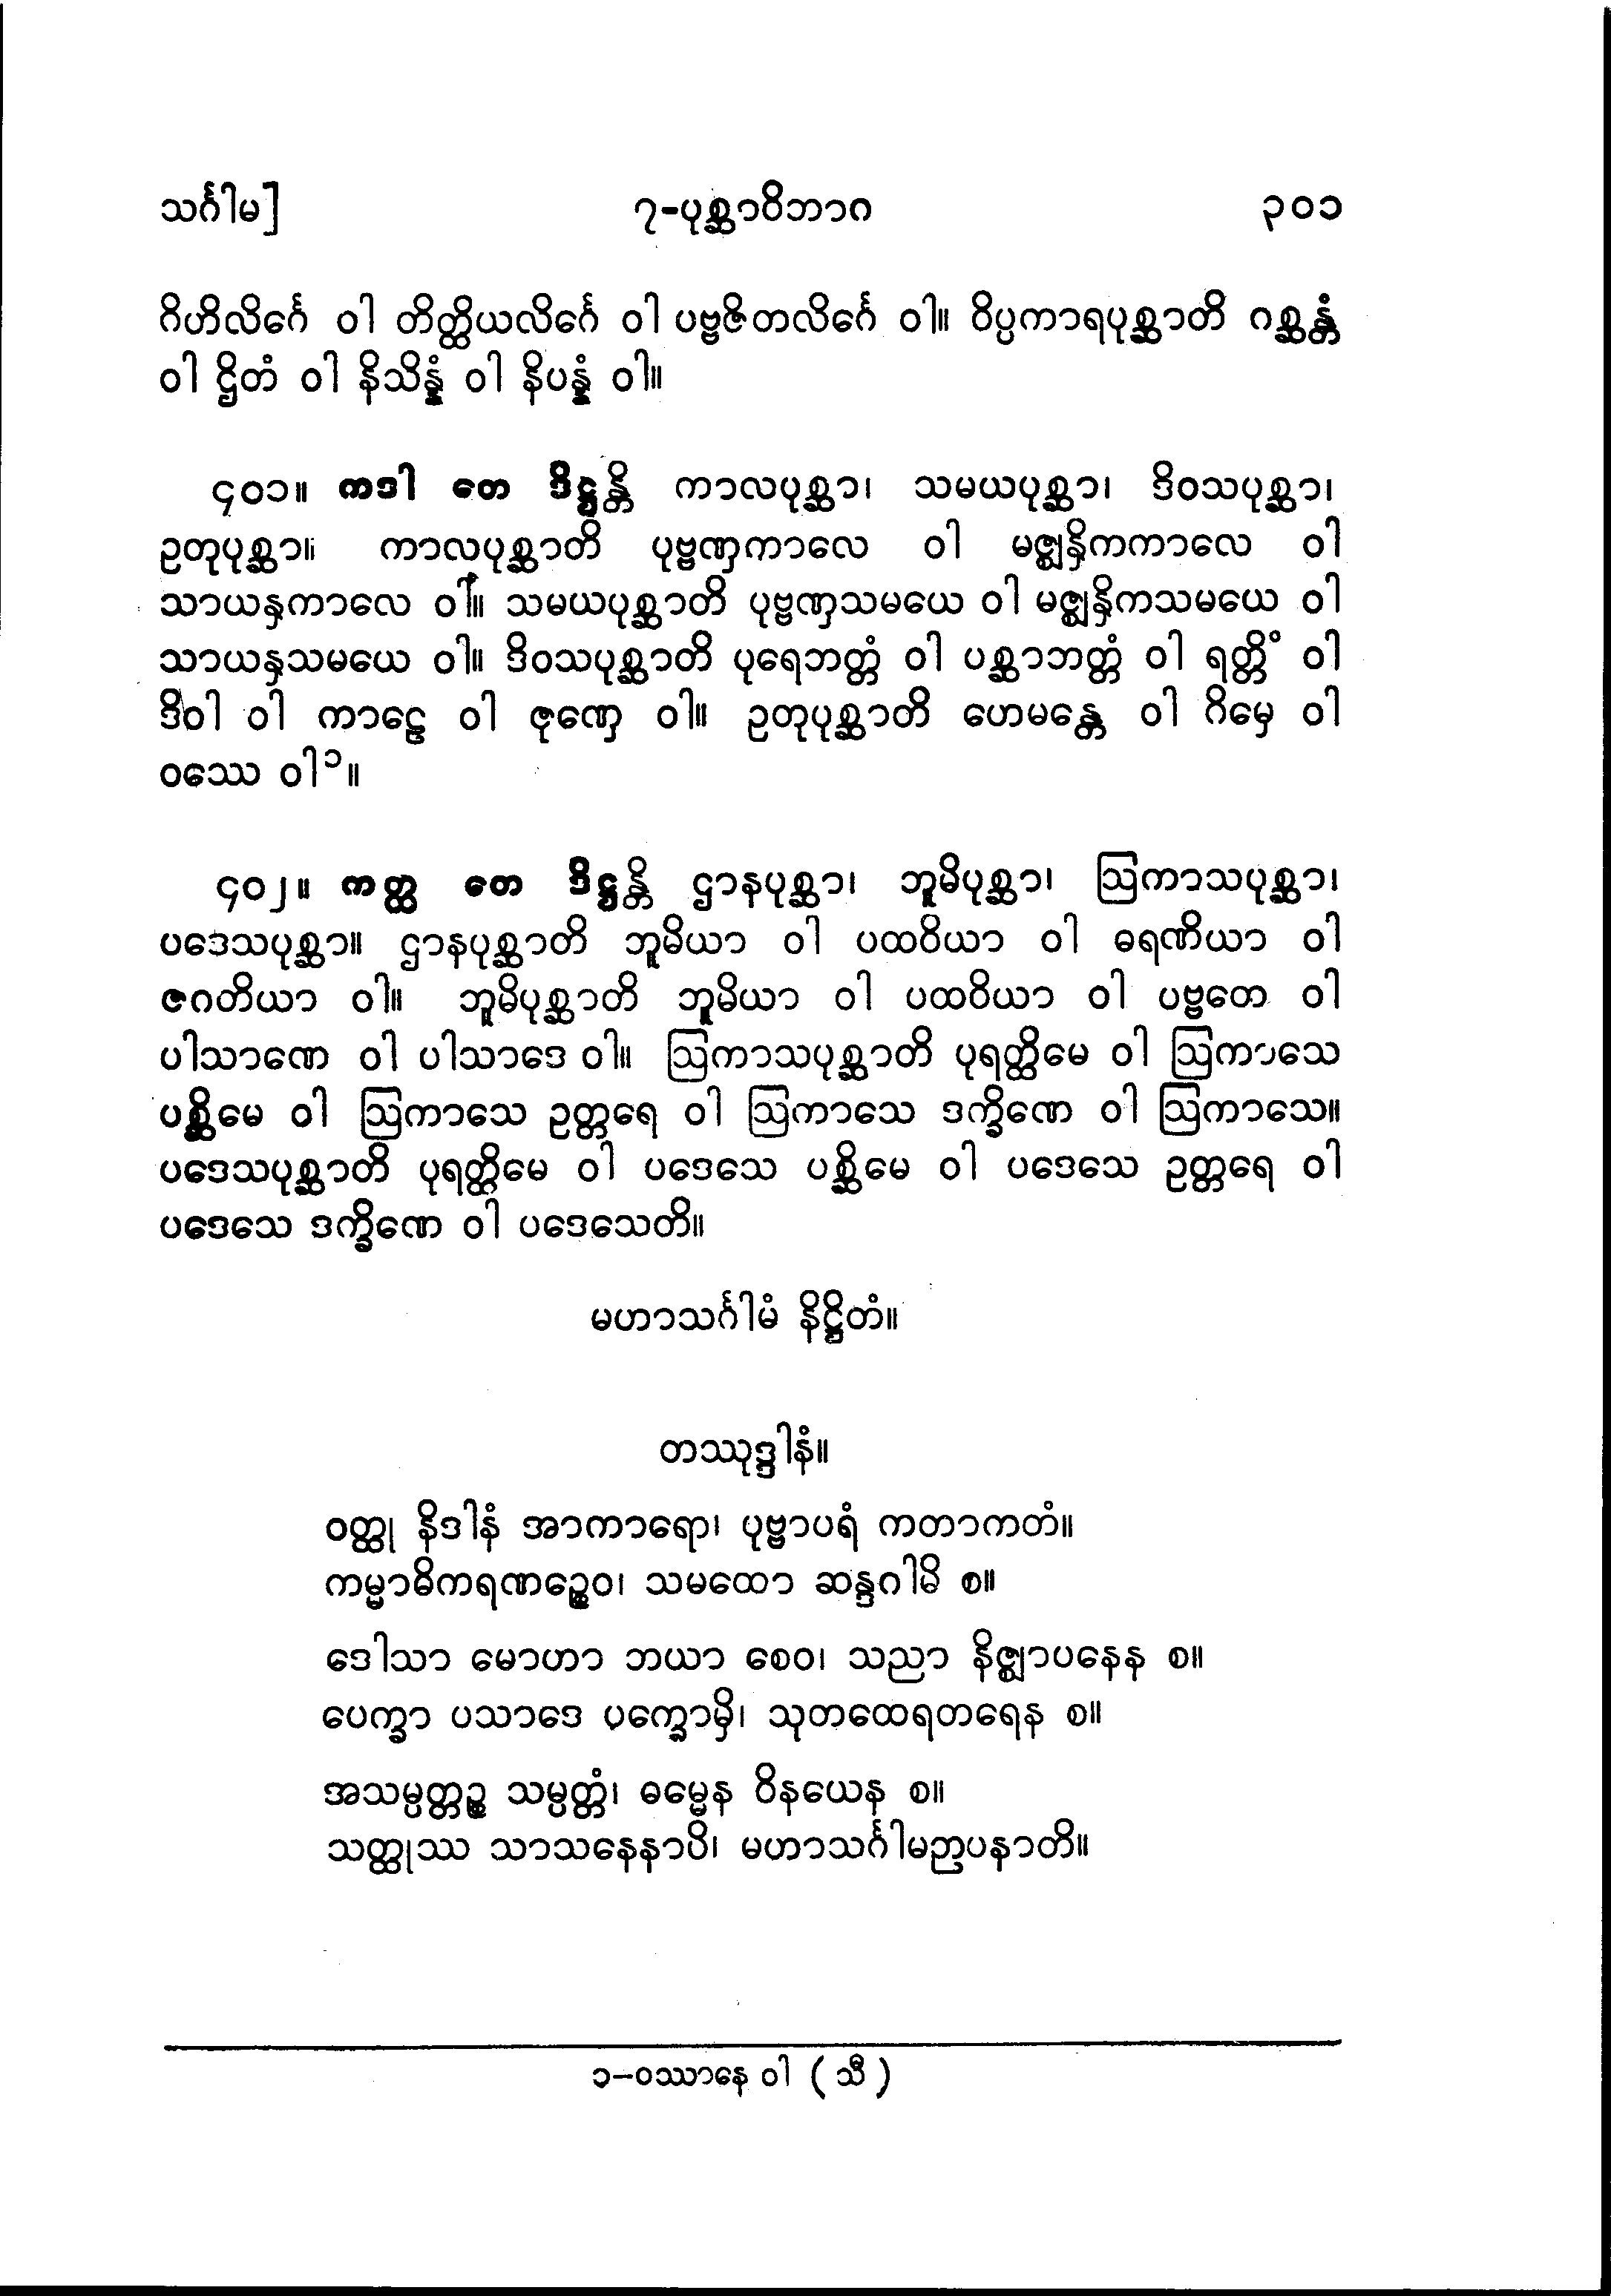 သင်္ဂါမ] ၇-ပုစ္ဆာဝိဘာဂ ၃၀၁
ဂိဟိလိင်္ဂေ ဝါ တိတ္ထိယလိင်္ဂေ ဝါ ပဗ္ဗဇိတလိင်္ဂေ ဝါ။ ဝိပ္ပကာရပုစ္ဆာတိ ဂစ္ဆန္တံ
ဝါ ဌိတံ ဝါ နိသိန္နံ ဝါ နိပန္နံ ဝါ။
၄၀၁။ ကဒါ တေ ဒိဋ္ဌန္တိ ကာလပုစ္ဆာ၊ သမယပုစ္ဆာ၊ ဒိဝသပုစ္ဆာ၊
ဥတုပုစ္ဆာ။ ကာလပုစ္ဆာတိ ပုဗ္ဗဏှကာလေ ဝါ မဇ္ဈနှိကကာလေ ဝါ
သာယနှကာလေ ဝါ။ သမယပုစ္ဆာတိ ပုဗ္ဗဏှသမယေ ဝါ မဇ္ဈနှိကသမယေ ဝါ
သာယနှသမယေ ဝါ။ ဒိဝသပုစ္ဆာတိ ပုရေဘတ္တံ ဝါ ပစ္ဆာဘတ္တံ ဝါ ရတ္တိံ ဝါ
ဒိဝါ ဝါ ကာဠေ ဝါ ဇုဏှေ ဝါ။ ဥတုပုစ္ဆာတိ ဟေမန္တေ ဝါ ဂိမှေ ဝါ
ဝဿေ ဝါ၁။
၄၀၂။ ကတ္ထ တေ ဒိဋ္ဌန္တိ ဌာနပုစ္ဆာ၊ ဘူမိပုစ္ဆာ၊ ဩကာသပုစ္ဆာ၊
ပဒေသပုစ္ဆာ။ ဌာနပုစ္ဆာတိ ဘူမိယာ ဝါ ပထဝိယာ ဝါ ဓရဏိယာ ဝါ
ဇဂတိယာ ဝါ။ ဘူမိပုစ္ဆာတိ ဘူမိယာ ဝါ ပထဝိယာ ဝါ ပဗ္ဗတေ ဝါ
ပါသာဏေ ဝါ ပါသာဒေ ဝါ။ ဩကာသပုစ္ဆာတိ ပုရတ္ထိမေ ဝါ ဩကာသေ
ပစ္ဆိမေ ဝါ ဩကာသေ ဥတ္တရေ ဝါ ဩကာသေ ဒက္ခိဏေ ဝါ ဩကာသေ။
ပဒေသပုစ္ဆာတိ ပုရတ္ထိမေ ဝါ ပဒေသေ ပစ္ဆိမေ ဝါ ပဒေသေ ဥတ္တရေ ဝါ
ပဒေသေ ဒက္ခိဏေ ဝါ ပဒေသေတိ။
မဟာသင်္ဂါမံ နိဋ္ဌိတံ။
တဿုဒ္ဒါနံ။
ဝတ္ထု နိဒါနံ အာကာရော၊ ပုဗ္ဗာပရံ ကတာကတံ။
ကမ္မာဓိကရဏဉ္စေဝ၊ သမထော ဆန္ဒဂါမိ စ။
ဒေါသာ မောဟာ ဘယာ စေဝ၊ သညာ နိဇ္ဈာပနေန စ။
ပေက္ခာ ပသာဒေ ပက္ခောမှိ၊ သုတထေရတရေန စ။
အသမ္ပတ္တဉ္စ သမ္ပတ္တံ၊ ဓမ္မေန ဝိနယေန စ။
သတ္ထုဿ သာသနေနာပိ၊ မဟာသင်္ဂါမဉာပနာတိ။
၁-ဝဿာနေ ဝါ (သီ)